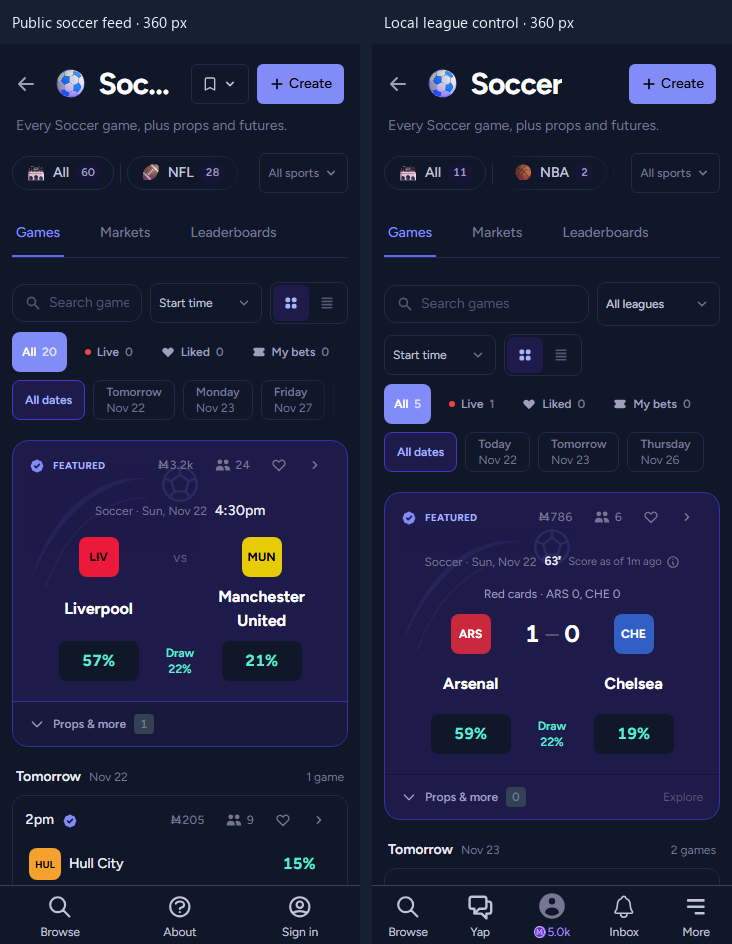 Public soccer feed · 360 px
Soc...
Create
Every Soccer game, plus props and futures.
All 60
NFL 28
All sports
Games
Markets
Leaderboards
Search game
Start time
All 20
Live 0
Liked 0
My bets 0
All dates
Tomorrow
Nov 22
Monday
Nov 23
Friday
Nov 27
FEATURED
3.2k
24
Soccer · Sun, Nov 22 4:30pm
LIV
vs
MUN
Liverpool
Manchester
United
57%
Draw
22%
21%
Props & more 1
Tomorrow Nov 22
1 game
2pm
205
9
HUL
Hull City
15%
Browse
About
Sign in
Local league control · 360 px
Soccer
Create
Every Soccer game, plus props and futures.
All 11
NBA 2
All sports
Games
Markets
Leaderboards
Search games
All leagues
Start time
All 5
Live 1
Liked 0
My bets 0
All dates
Today
Nov 22
Tomorrow
Nov 23
Thursday
Nov 26
FEATURED
786
6
Soccer · Sun, Nov 22 63' Score as of 1m ago
Red cards · ARS 0, CHE 0
ARS
1 — 0
CHE
Arsenal
Chelsea
59%
Draw
22%
19%
Props & more 0
Explore
Tomorrow Nov 23
2 games
Browse
Yap
5.0k
Inbox
More